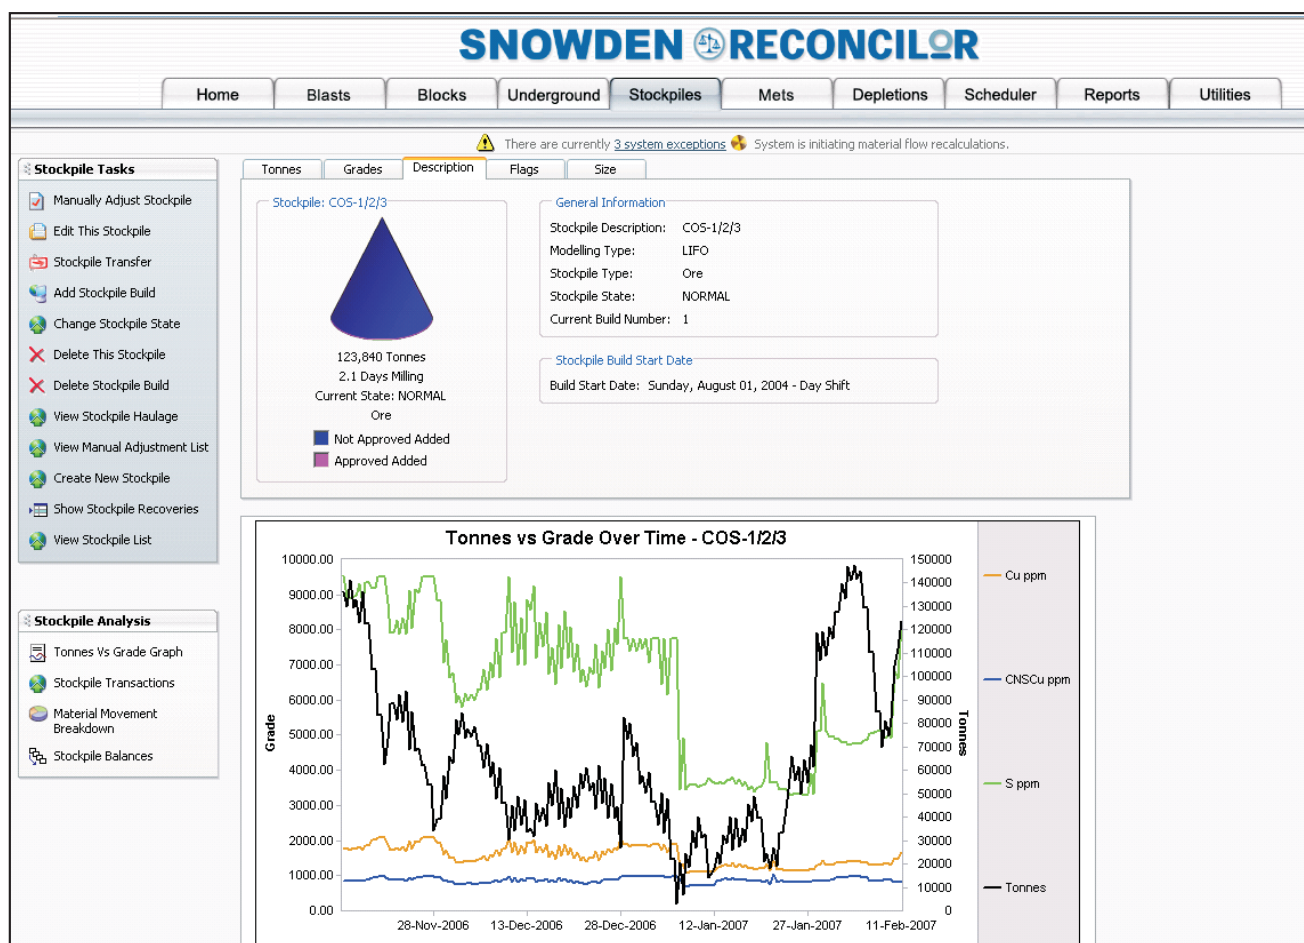 SNOWDEN RECONCILOR
Home Blasts Blocks Underground Stockpiles Mets Depletions Scheduler Reports Utilities
There are currently 3 system exceptions System is initiating material flow recalculations.
Stockpile Tasks
Manually Adjust Stockpile
Edit This Stockpile
Stockpile Transfer
Add Stockpile Build
Change Stockpile State
Delete This Stockpile
Delete Stockpile Build
View Stockpile Haulage
View Manual Adjustment List
Create New Stockpile
Show Stockpile Recoveries
View Stockpile List
Stockpile Analysis
Tonnes Vs Grade Graph
Stockpile Transactions
Material Movement
Breakdown
Stockpile Balances
Tonnes Grades Description Flags Size
Stockpile: COS-1/2/3
123,840 Tonnes
2.1 Days Milling
Current State: NORMAL
Ore
Not Approved Added
Approved Added
General Information
Stockpile Description: COS-1/2/3
Modelling Type: LIFO
Stockpile Type: Ore
Stockpile State: NORMAL
Current Build Number: 1
Stockpile Build Start Date
Build Start Date: Sunday, August 01, 2004 - Day Shift
Tonnes vs Grade Over Time - COS-1/2/3
Grade
10000.00
9000.00
8000.00
7000.00
6000.00
5000.00
4000.00
3000.00
2000.00
1000.00
0.00
150000
140000
130000
120000
110000
100000
90000
80000
70000
60000
50000
40000
30000
20000
10000
0
Tonnes
28-Nov-2006 13-Dec-2006 28-Dec-2006 12-Jan-2007 27-Jan-2007 11-Feb-2007
Cu ppm
CNSCu ppm
S ppm
Tonnes